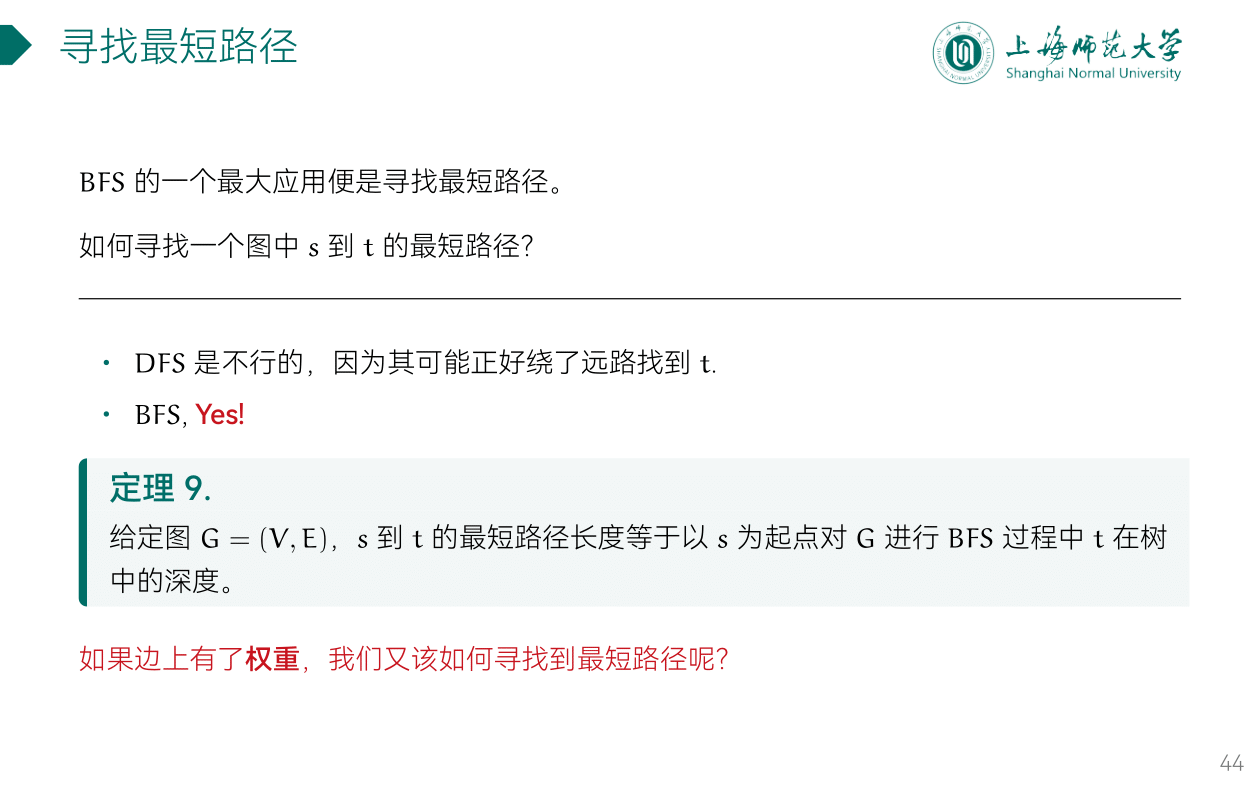 寻找最短路径
上海师范大学
Shanghai Normal University
BFS 的一个最大应用便是寻找最短路径。
如何寻找一个图中 s 到 t 的最短路径?
• DFS 是不行的，因为其可能正好绕了远路找到 t.
• BFS, Yes!
定理 9.
给定图 G = (V, E)，s 到 t 的最短路径长度等于以 s 为起点对 G 进行 BFS 过程中 t 在树
中的深度。
如果边上有了权重，我们又该如何寻找到最短路径呢?
44